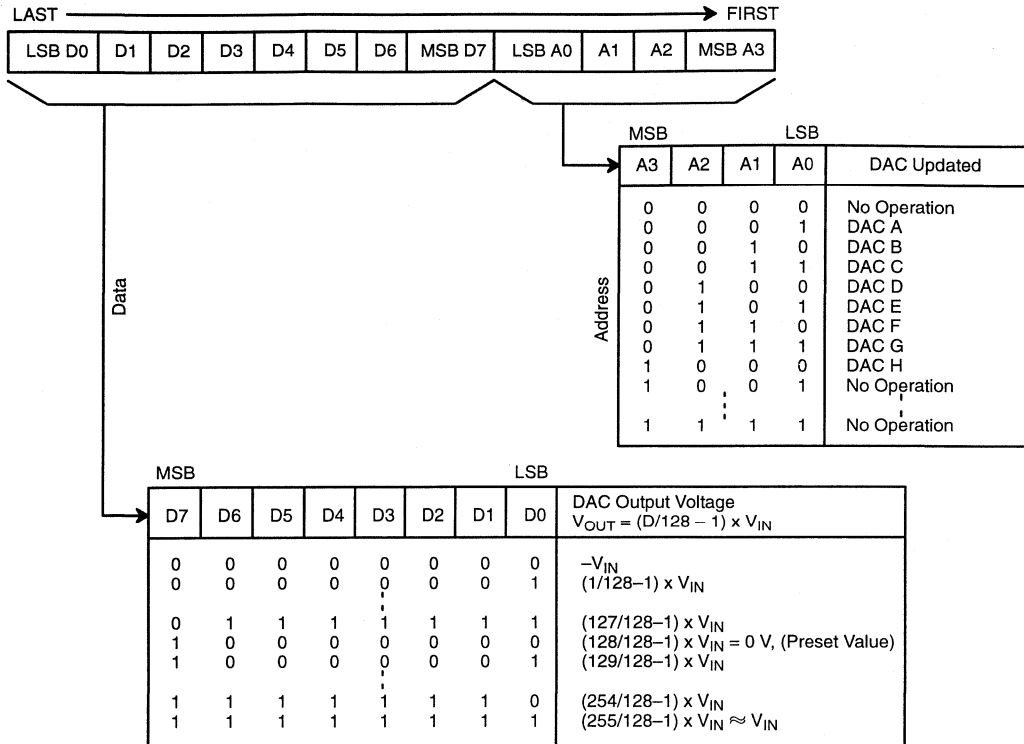 LAST FIRST
LSB D0 D1 D2 D3 D4 D5 D6 MSB D7 LSB A0 A1 A2 MSB A3
MSB LSB
A3 A2 A1 A0 DAC Updated
0 0 0 0 No Operation
0 0 0 1 DAC A
0 0 1 0 DAC B
0 0 1 1 DAC C
0 1 0 0 DAC D
0 1 0 1 DAC E
0 1 1 0 DAC F
0 1 1 1 DAC G
1 0 0 0 DAC H
1 0 0 1 No Operation
1 1 1 1 No Operation
Address
Data
MSB LSB
D7 D6 D5 D4 D3 D2 D1 D0 DAC Output Voltage
VOUT = (D/128 – 1) x VIN
0 0 0 0 0 0 0 0 –VIN
0 0 0 0 0 0 0 1 (1/128–1) x VIN
0 1 1 1 1 1 1 1 (127/128–1) x VIN
1 0 0 0 0 0 0 0 (128/128–1) x VIN = 0 V, (Preset Value)
1 0 0 0 0 0 0 1 (129/128–1) x VIN
1 1 1 1 1 1 1 0 (254/128–1) x VIN
1 1 1 1 1 1 1 1 (255/128–1) x VIN ≈ VIN